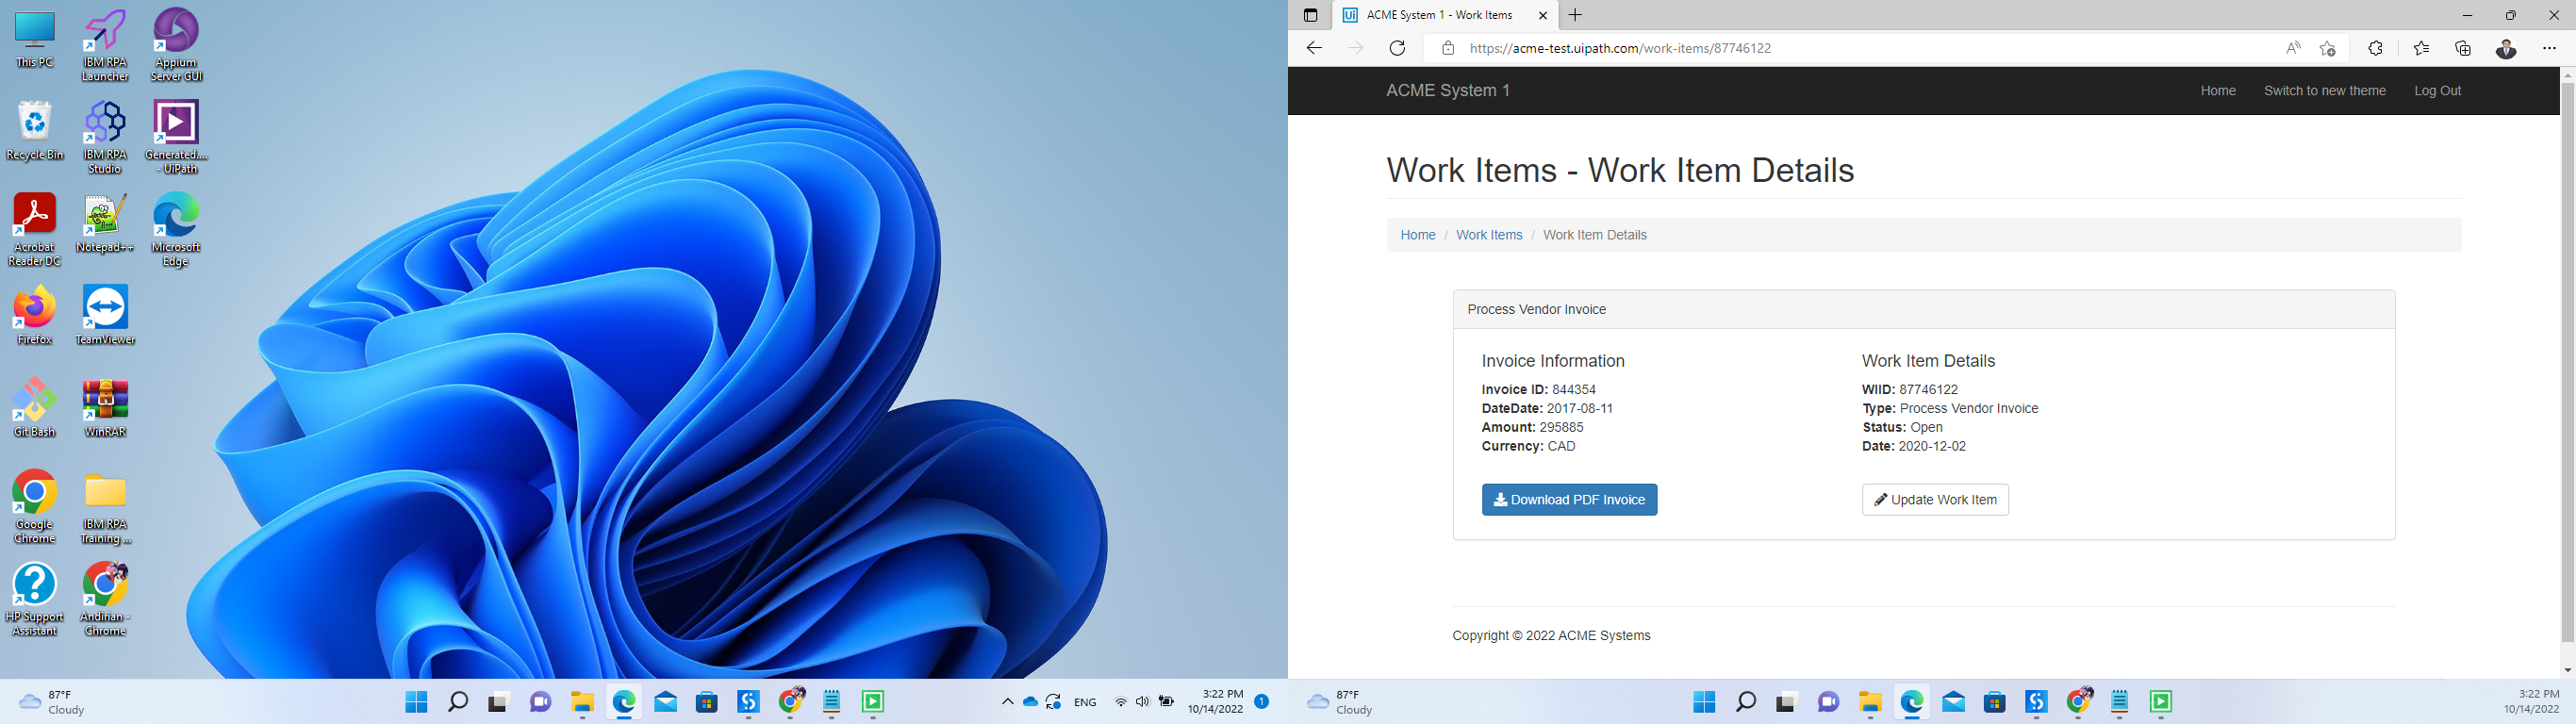 This PC
IBM RPA
Launcher
Appium
Server GUI
Recycle Bin
IBM RPA
Studio
Generated....
- UiPath
Acrobat
Reader DC
Notepad++
Microsoft
Edge
Firefox
TeamViewer
Git Bash
WinRAR
Google
Chrome
IBM RPA
Training ...
HP Support
Assistant
Andirian -
Chrome
87°F
Cloudy
ENG
3:22 PM
10/14/2022
1
Ui
ACME System 1 - Work Items
https://acme-test.uipath.com/work-items/87746122
ACME System 1
Home
Switch to new theme
Log Out
Work Items - Work Item Details
Home / Work Items / Work Item Details
Process Vendor Invoice
Invoice Information
Invoice ID: 844354
DateDate: 2017-08-11
Amount: 295885
Currency: CAD
Download PDF Invoice
Work Item Details
WIID: 87746122
Type: Process Vendor Invoice
Status: Open
Date: 2020-12-02
Update Work Item
Copyright © 2022 ACME Systems
87°F
Cloudy
3:22 PM
10/14/2022